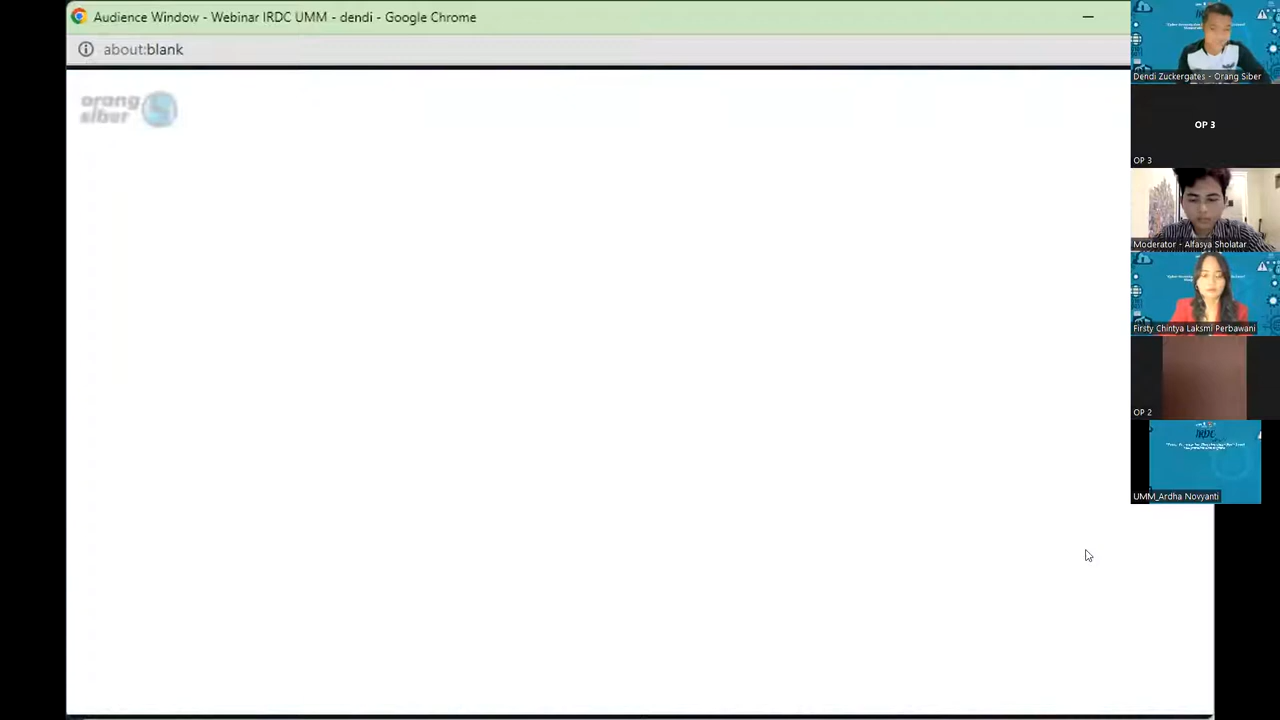 Audience Window - Webinar IRDC UMM - dendi - Google Chrome
about:blank
orang
siber
Dendi Zuckergates - Orang Siber
OP 3
OP 3
Moderator - Alfasya Sholatar
Firsty Chintya Laksmi Perbawani
OP 2
IRDC
UMM_Ardha Novyanti